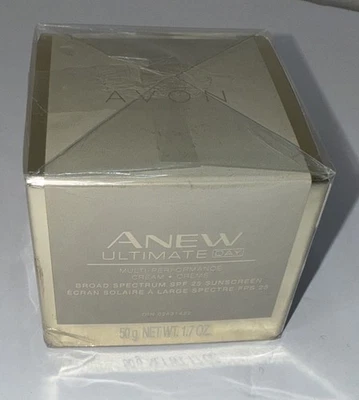 AVON
ANEW
ULTIMATE DAY
MULTI-PERFORMANCE
CREAM • CRÈME
BROAD SPECTRUM SPF 25 SUNSCREEN
ÉCRAN SOLAIRE À LARGE SPECTRE FPS 25
50 g NET WT. 1.7 OZ.